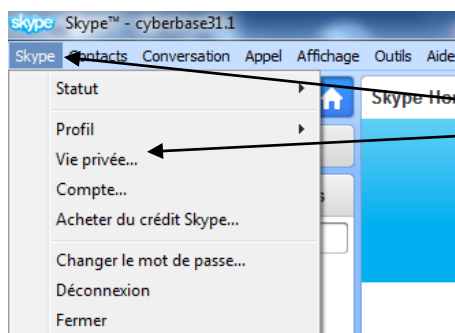 skype Skype™ - cyberbase31.1
Skype Contacts Conversation Appel Affichage Outils Aide
Statut
Skype
Profil
Vie privée...
Compte...
Acheter du crédit Skype...
Changer le mot de passe...
Déconnexion
Fermer